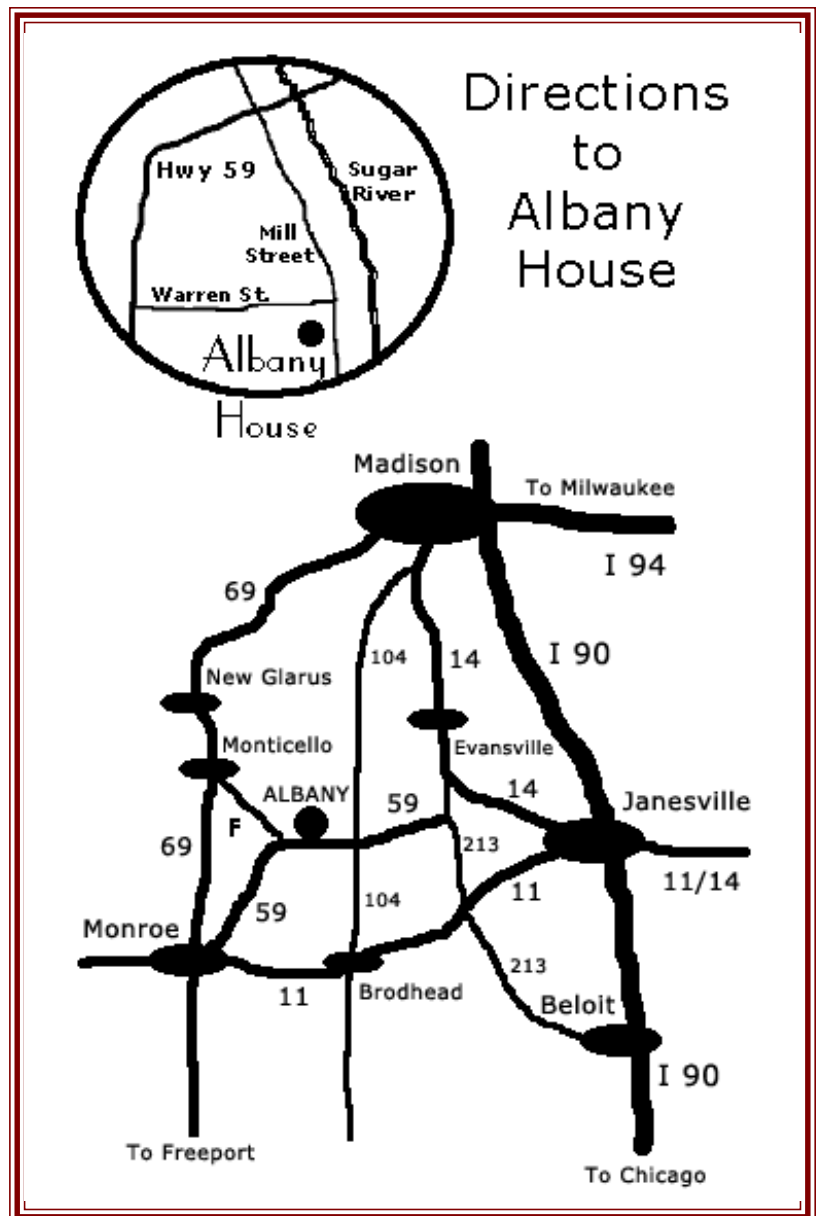 Directions
to
Albany
House
Hwy 59
Sugar
River
Mill
Street
Warren St.
Albany
House
Madison
To Milwaukee
I 94
69
104
14
I 90
New Glarus
Monticello
Evansville
14
ALBANY
59
Janesville
F
69
213
11/14
11
59
104
Monroe
213
11
Brodhead
Beloit
I 90
To Freeport
To Chicago